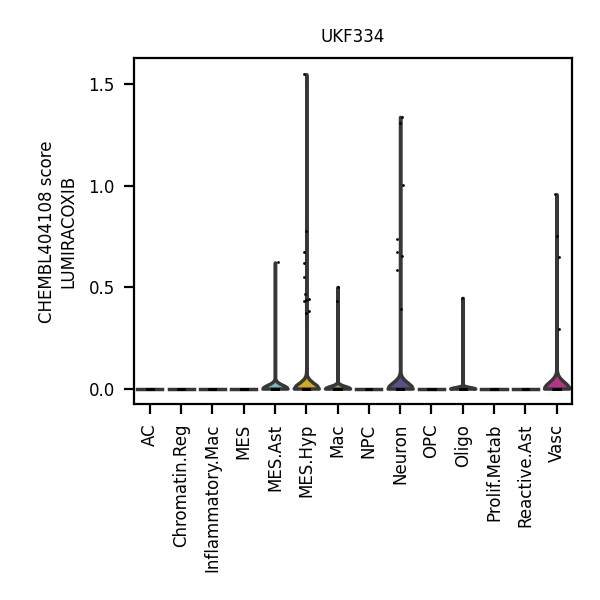 UKF334
CHEMBL404108 score
LUMIRACOXIB
1.5
1.0
0.5
0.0
AC
Chromatin.Reg
Inflammatory.Mac
MES
MES.Ast
MES.Hyp
Mac
NPC
Neuron
OPC
Oligo
Prolif.Metab
Reactive.Ast
Vasc